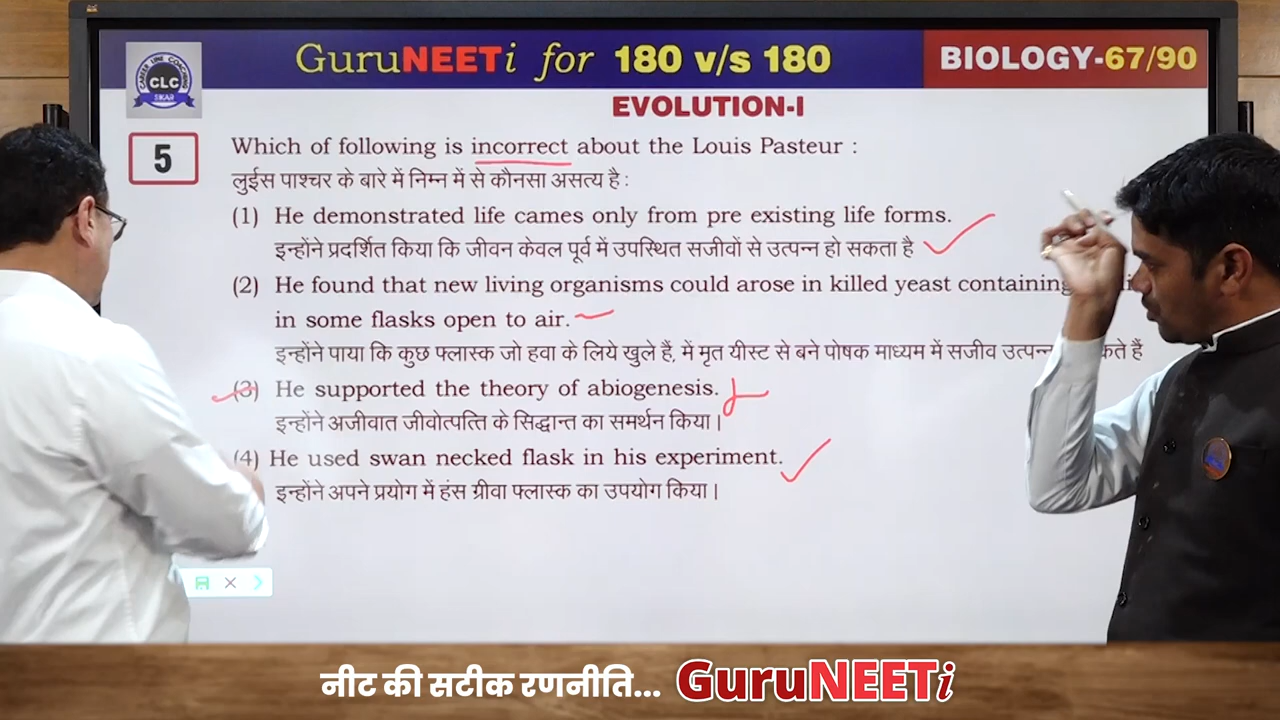 GuruNEETi for 180 v/s 180
BIOLOGY-67/90
CAREER LINE COACHING
CLC
SIKAR
EVOLUTION-I
5
Which of following is incorrect about the Louis Pasteur :
लुईस पाश्चर के बारे में निम्न में से कौनसा असत्य है :
(1) He demonstrated life cames only from pre existing life forms.
इन्होंने प्रदर्शित किया कि जीवन केवल पूर्व में उपस्थित सजीवों से उत्पन्न हो सकता है
(2) He found that new living organisms could arose in killed yeast containing
in some flasks open to air.
इन्होंने पाया कि कुछ फ्लास्क जो हवा के लिये खुले हैं, में मृत यीस्ट से बने पोषक माध्यम में सजीव हैं
(3) He supported the theory of abiogenesis.
इन्होंने अजीवात जीवोत्पत्ति के सिद्धान्त का समर्थन किया।
(4) He used swan necked flask in his experiment.
इन्होंने अपने प्रयोग में हंस ग्रीवा फ्लास्क का उपयोग किया।
नीट की सटीक रणनीति... GuruNEETi